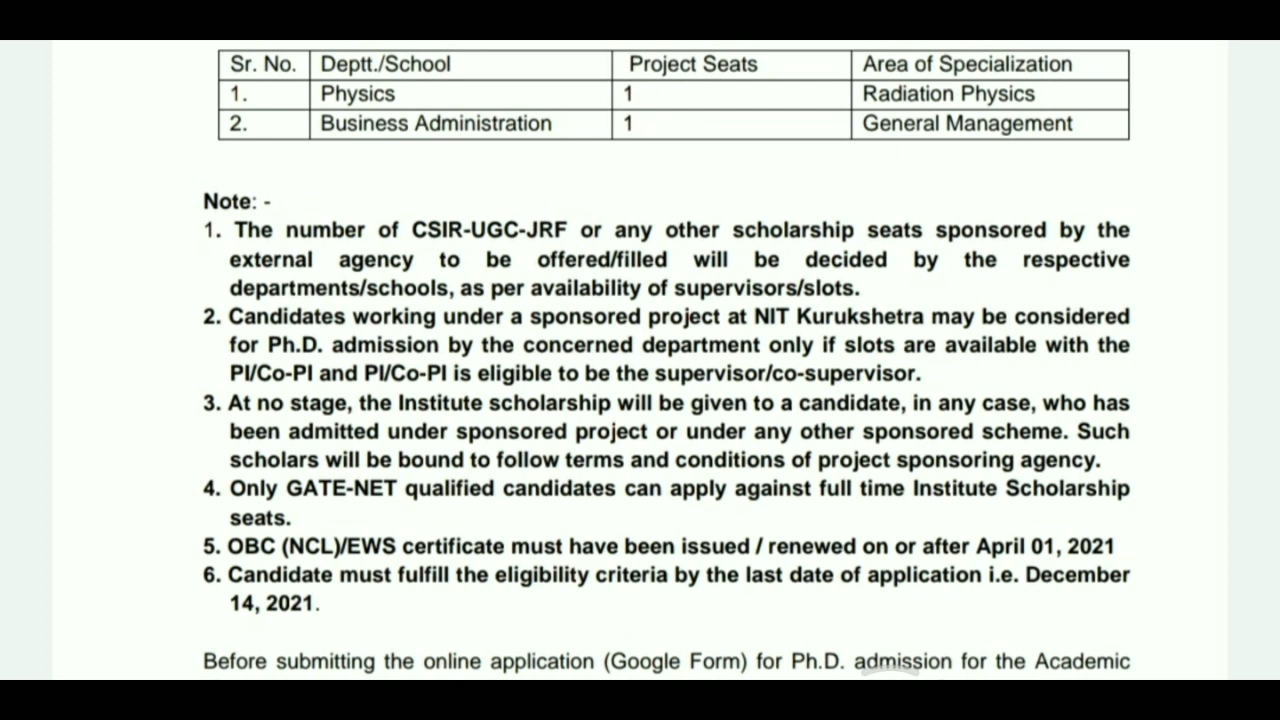 Sr. No. Deptt./School Project Seats Area of Specialization
1. Physics 1 Radiation Physics
2. Business Administration 1 General Management
Note: -
1. The number of CSIR-UGC-JRF or any other scholarship seats sponsored by the
external agency to be offered/filled will be decided by the respective
departments/schools, as per availability of supervisors/slots.
2. Candidates working under a sponsored project at NIT Kurukshetra may be considered
for Ph.D. admission by the concerned department only if slots are available with the
PI/Co-PI and PI/Co-PI is eligible to be the supervisor/co-supervisor.
3. At no stage, the Institute scholarship will be given to a candidate, in any case, who has
been admitted under sponsored project or under any other sponsored scheme. Such
scholars will be bound to follow terms and conditions of project sponsoring agency.
4. Only GATE-NET qualified candidates can apply against full time Institute Scholarship
seats.
5. OBC (NCL)/EWS certificate must have been issued / renewed on or after April 01, 2021
6. Candidate must fulfill the eligibility criteria by the last date of application i.e. December
14, 2021.
Before submitting the online application (Google Form) for Ph.D. admission for the Academic